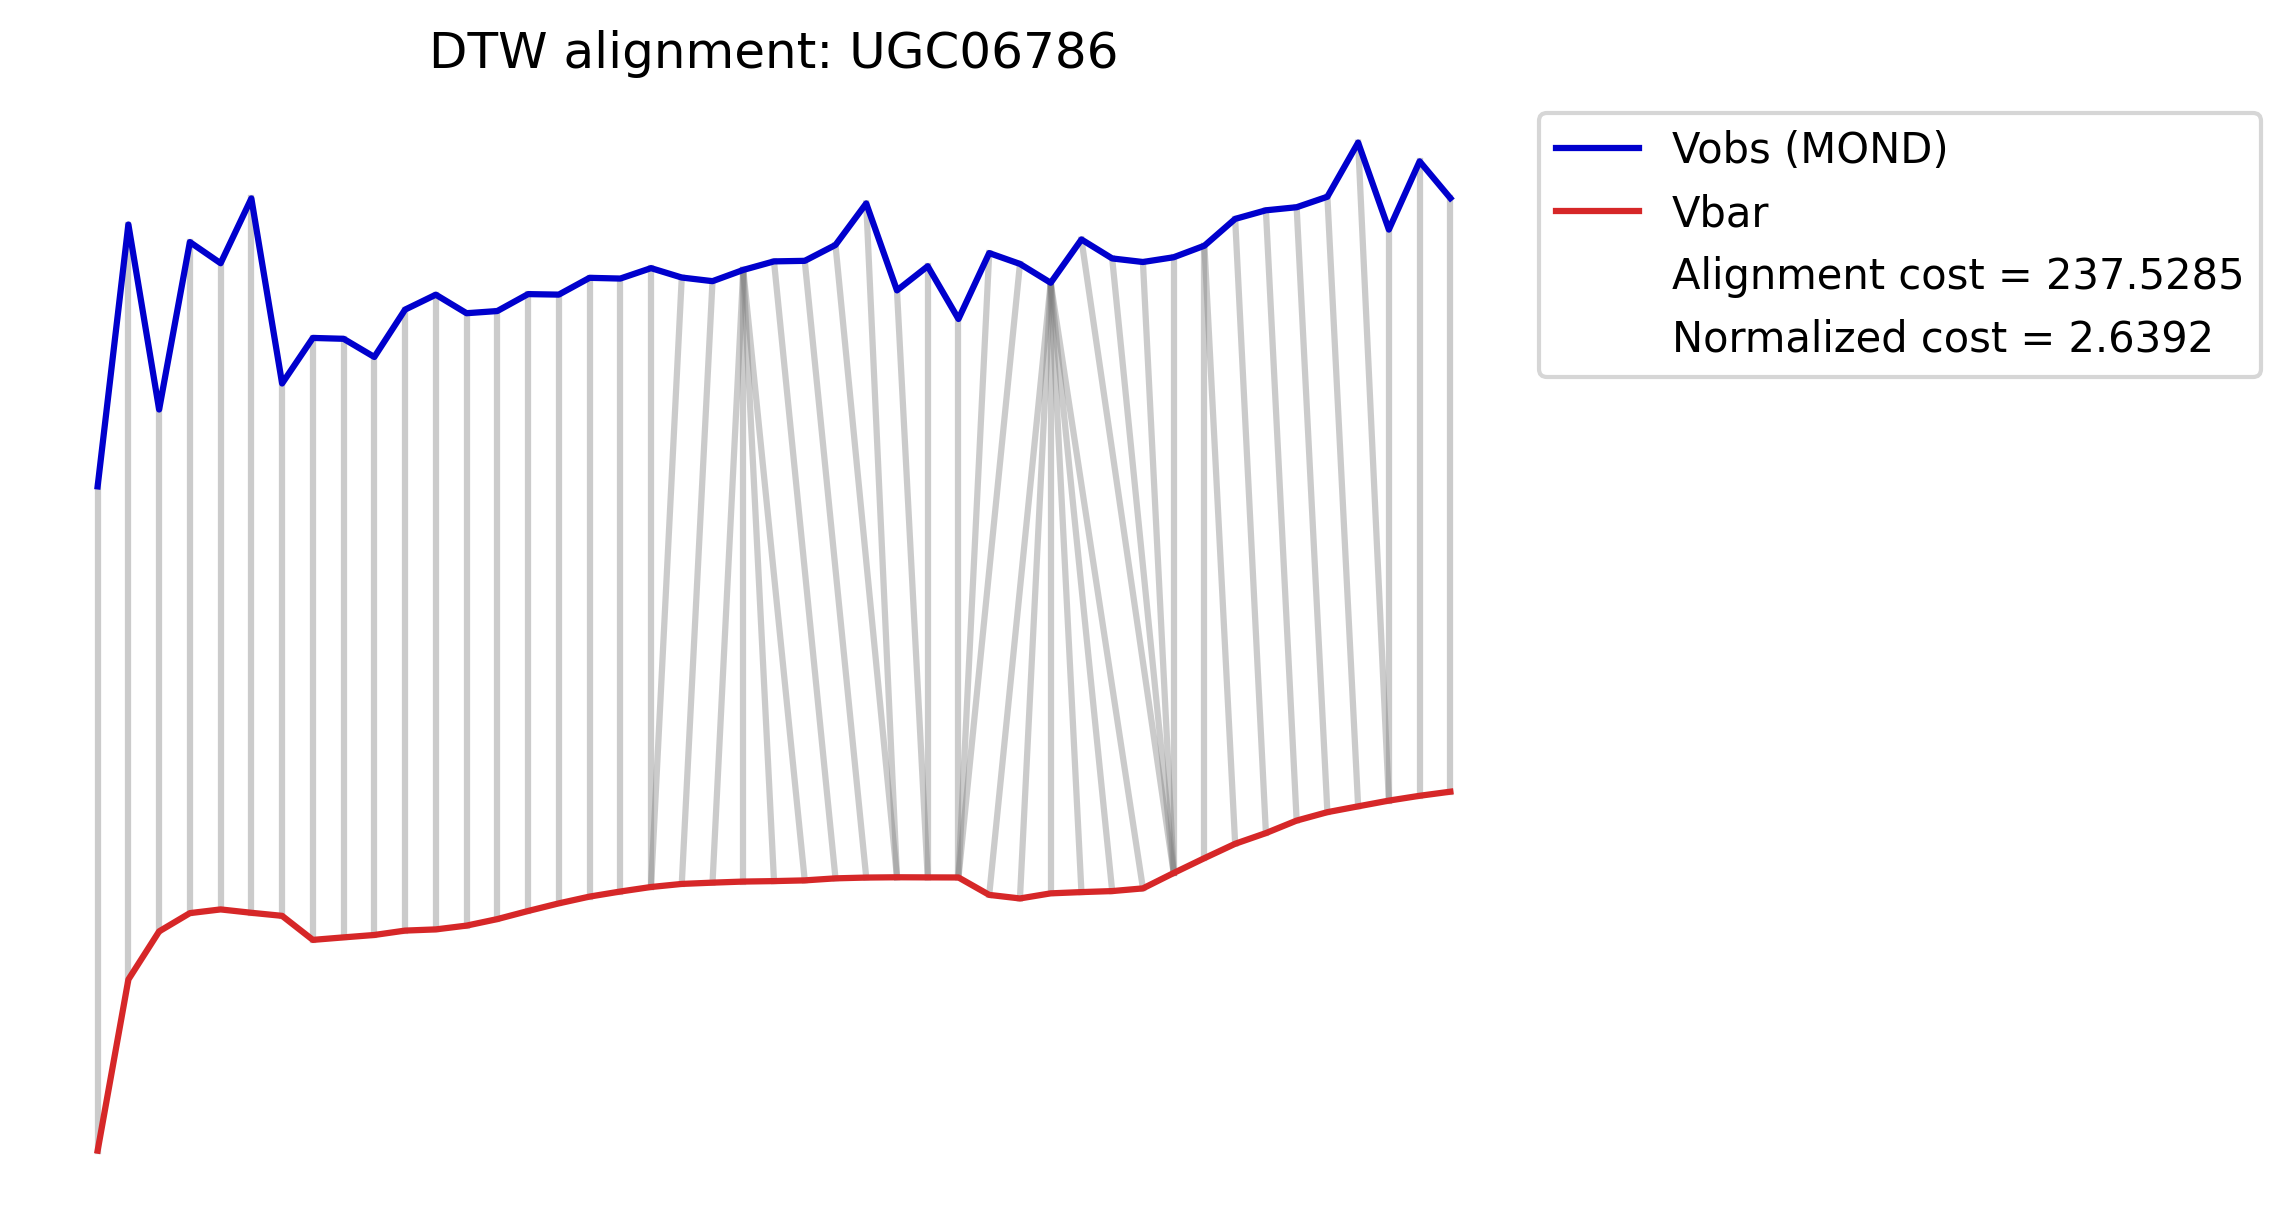 DTW alignment: UGC06786
Vobs (MOND)
Vbar
Alignment cost = 237.5285
Normalized cost = 2.6392